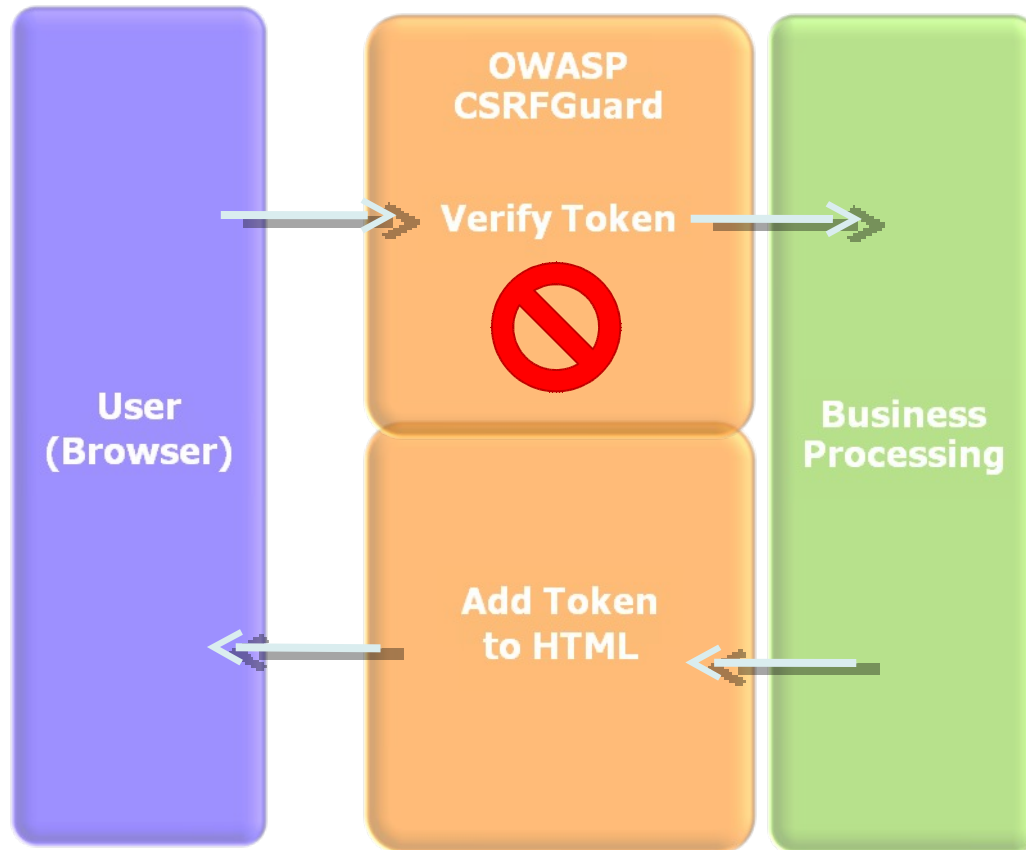 OWASP
CSRFGuard
Verify Token
User
(Browser)
Business
Processing
Add Token
to HTML